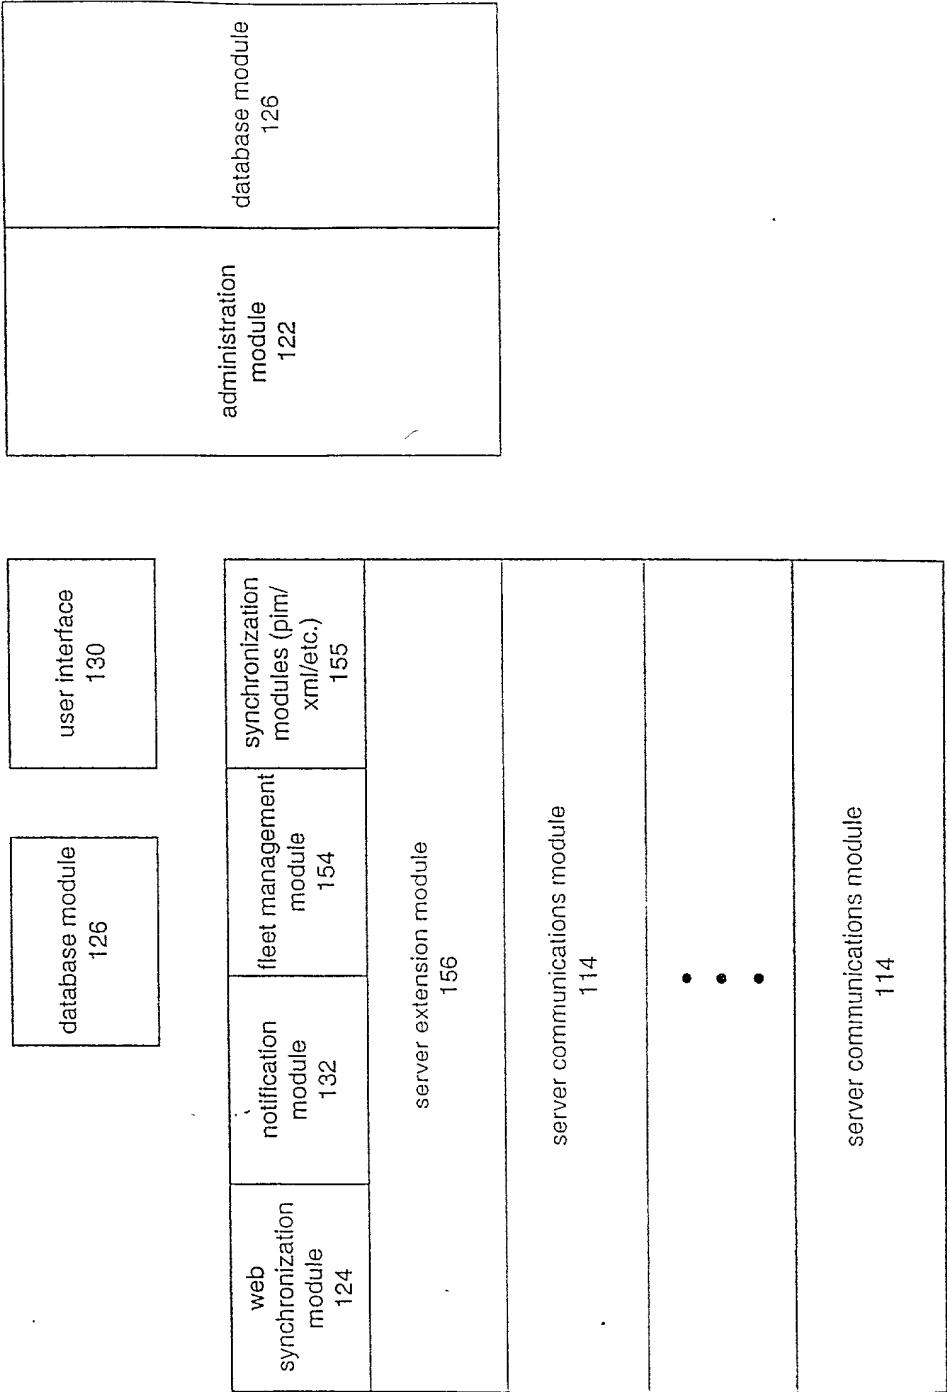 database module
126
user interface
130
web
synchronization
module
124
notification
module
132
fleet management
module
154
synchronization
modules (pim/
xml/etc.)
155
server extension module
156
server communications module
114
server communications module
114
administration
module
122
database module
126